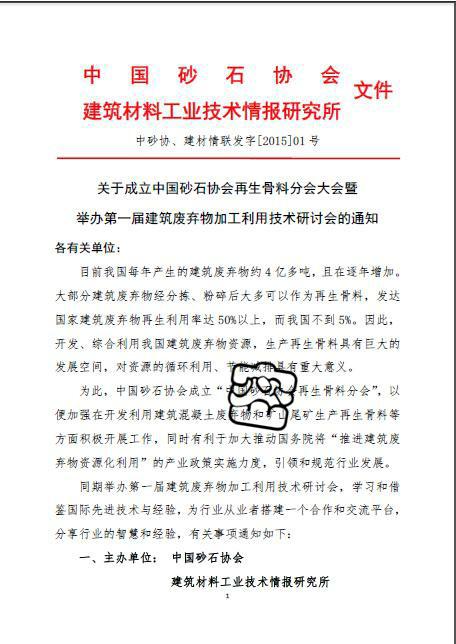 中国砂石协会
建筑材料工业技术情报研究所
文件
中砂协、建材情联发字[2015]01号
关于成立中国砂石协会再生骨料分会大会暨
举办第一届建筑废弃物加工利用技术研讨会的通知
各有关单位：
目前我国每年产生的建筑废弃物约4亿多吨，且在逐年增加。
大部分建筑废弃物经分拣、粉碎后大多可以作为再生骨料，发达
国家建筑废弃物再生利用率达50%以上，而我国不到5%。因此，
开发、综合利用我国建筑废弃物资源，生产再生骨料具有巨大的
发展空间，对资源的循环利用、节能减排具有重大意义。
为此，中国砂石协会成立“中国砂石协会再生骨料分会”，以
便加强在开发利用建筑混凝土废弃物和矿山尾矿生产再生骨料等
方面积极开展工作，同时有利于加大推动国务院将“推进建筑废
弃物资源化利用”的产业政策实施力度，引领和规范行业发展。
同期举办第一届建筑废弃物加工利用技术研讨会，学习和借
鉴国际先进技术与经验，为行业从业者搭建一个合作和交流平台，
分享行业的智慧和经验，有关事项通知如下：
一、主办单位： 中国砂石协会
建筑材料工业技术情报研究所
1